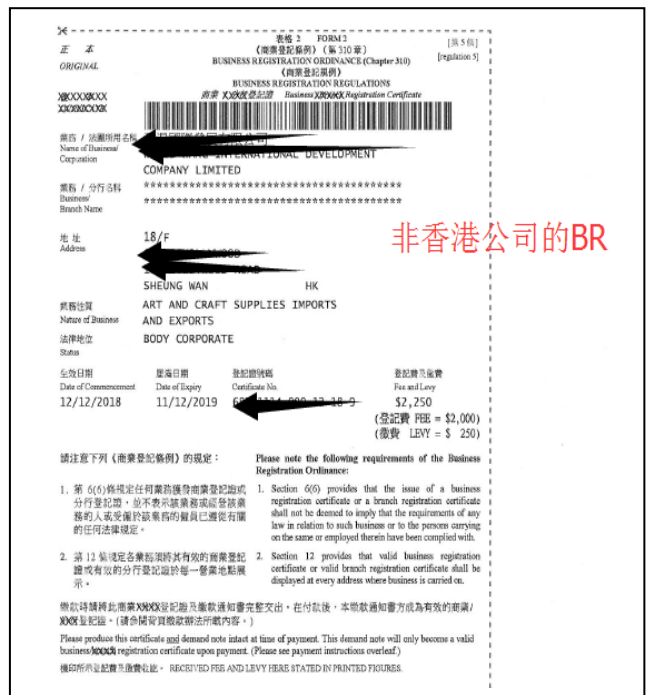 表格 2 FORM 2
[第5條]
正 本
《商業登記條例》(第 310 章)
ORIGINAL
BUSINESS REGISTRATION ORDINANCE (Chapter 310)
[regulation 5]
《商業登記規例》
BUSINESS REGISTRATION REGULATIONS
商業 登記證 Business Registration Certificate
業務 / 法團所用名稱
Name of Business/
Corporation
INTERNATIONAL DEVELOPMENT
COMPANY LIMITED
業務 / 分行名稱
****************************************
Business/
Branch Name
****************************************
地址
18/F
Address
非香港公司的BR
SHEUNG WAN HK
業務性質
ART AND CRAFT SUPPLIES IMPORTS
Nature of Business
AND EXPORTS
法律地位
BODY CORPORATE
Status
生效日期 屆滿日期 登記證號碼 登記費及徵費
Date of Commencement Date of Expiry Certificate No. Fee and Levy
12/12/2018 11/12/2019 $2,250
(登記費 FEE = $2,000)
(徵費 LEVY = $ 250)
請注意下列《商業登記條例》的規定:
Please note the following requirements of the Business
Registration Ordinance:
1. 第 6(6)條規定任何業務獲發商業登記證或
分行登記證,並不表示該業務或經營該業
務的人或受僱於該業務的僱員已遵從有關
的任何法律規定。
1. Section 6(6) provides that the issue of a business
registration certificate or a branch registration certificate
shall not be deemed to imply that the requirements of any
law in relation to such business or to the persons carrying
on the same or employed therein have been complied with.
2. 第 12 條規定各業務須將其有效的商業登記
證或有效的分行登記證於每一營業地點展
示。
2. Section 12 provides that valid business registration
certificate or valid branch registration certificate shall be
displayed at every address where business is carried on.
繳款時請將此商業登記證及繳款通知書完整交出。在付款後,本繳款通知書方成為有效的商業/
登記證。(請參閱背頁繳款辦法所載內容。)
Please produce this certificate and demand note intact at time of payment. This demand note will only become a valid
business/ registration certificate upon payment. (Please see payment instructions overleaf.)
機印所示登記費及徵費收訖。 RECEIVED FEE AND LEVY HERE STATED IN PRINTED FIGURES.